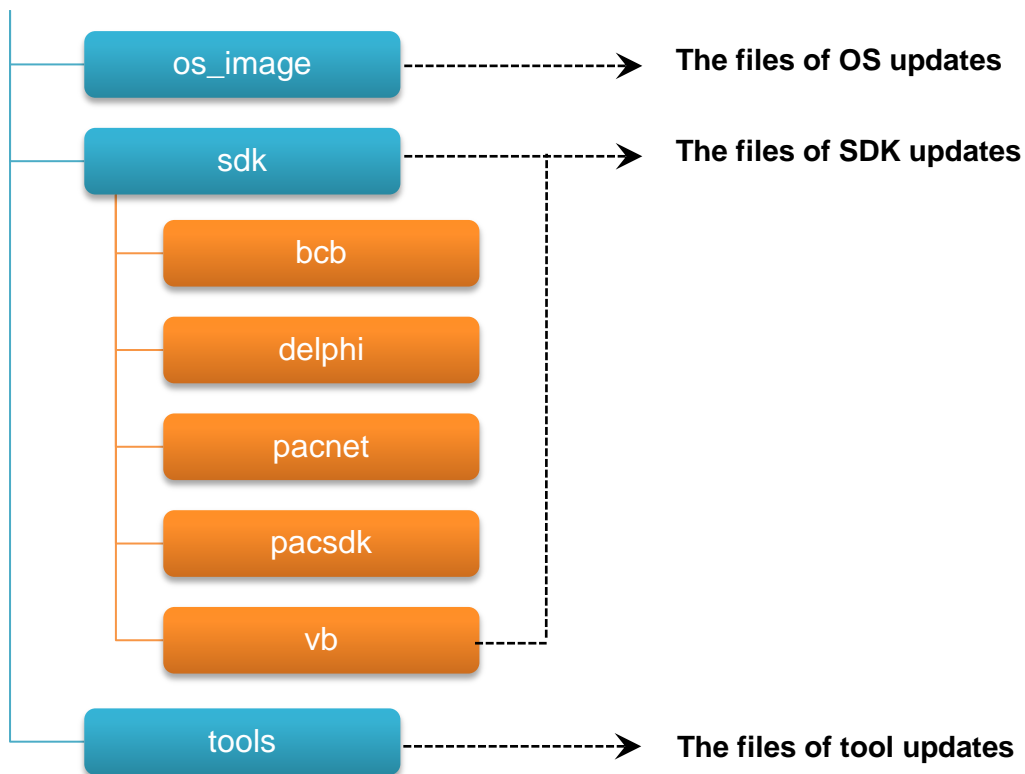 os_image
The files of OS updates
sdk
The files of SDK updates
bcb
delphi
pacnet
pacsdk
vb
tools
The files of tool updates